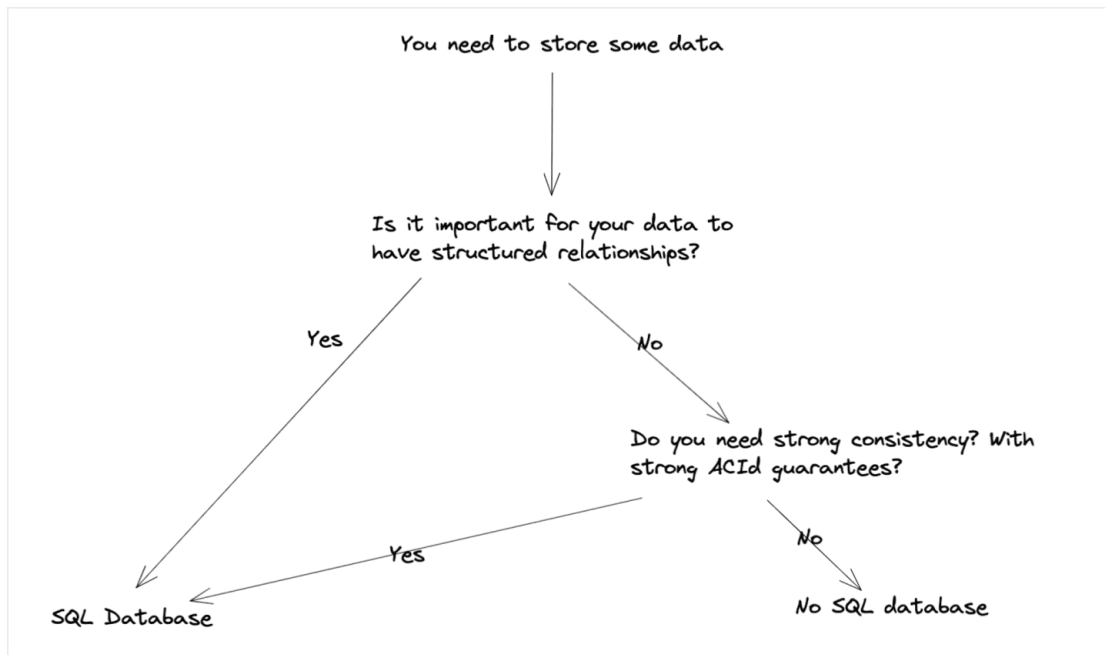 You need to store some data
Is it important for your data to
have structured relationships?
Yes
No
Do you need strong consistency? With
strong ACId guarantees?
Yes
No
SQL Database
No SQL database